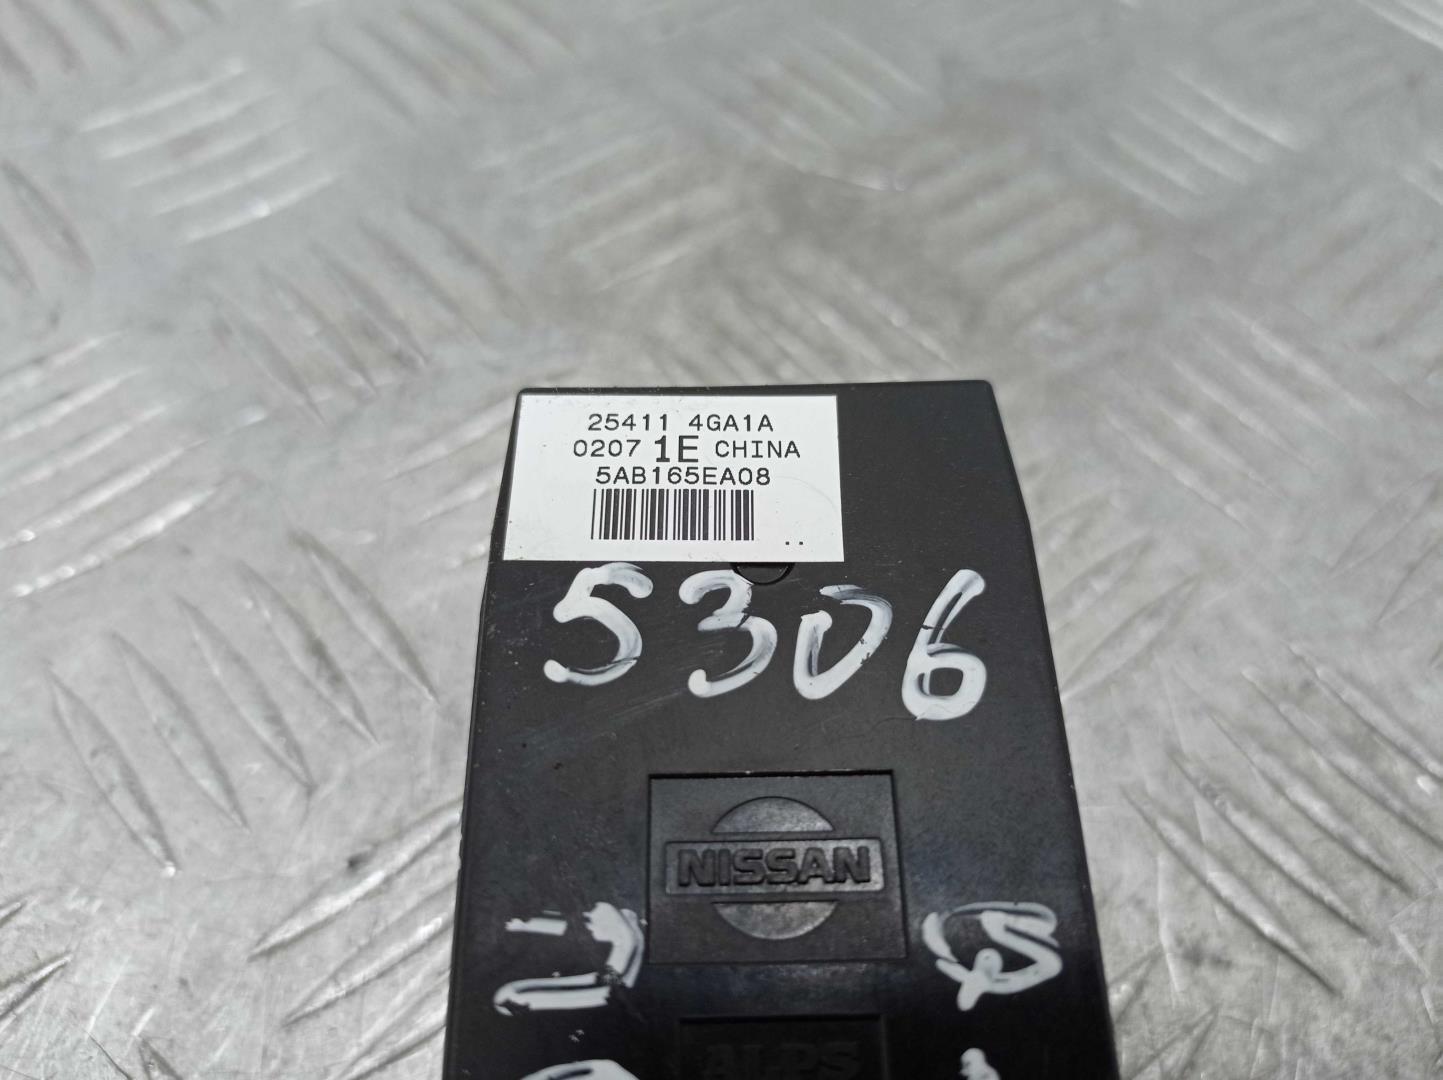 25411 4GA1A
0207 1E CHINA
5AB165EA08
5306
NISSAN
ALPS